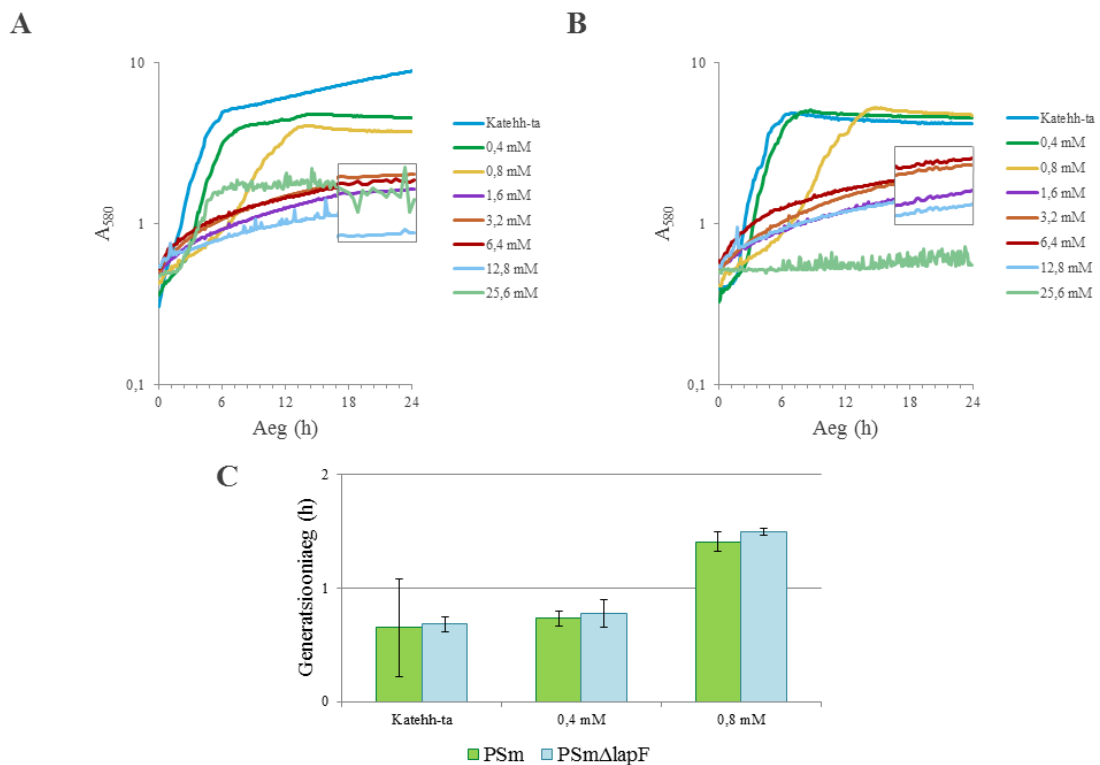 A
B
10
1
0,1
A580
0 6 12 18 24
Aeg (h)
Katehh-ta
0,4 mM
0,8 mM
1,6 mM
3,2 mM
6,4 mM
12,8 mM
25,6 mM
10
1
0,1
A580
0 6 12 18 24
Aeg (h)
Katehh-ta
0,4 mM
0,8 mM
1,6 mM
3,2 mM
6,4 mM
12,8 mM
25,6 mM
C
Generatsiooniaeg (h)
2
1
0
Katehh-ta 0,4 mM 0,8 mM
PSm PSmΔlapF